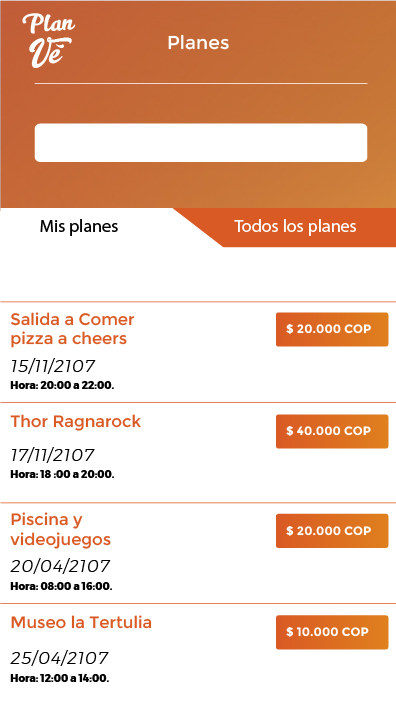 Plan
Vé
Planes
Mis planes
Todos los planes
Salida a Comer
pizza a cheers
$ 20.000 COP
15/11/2107
Hora: 20:00 a 22:00.
Thor Ragnarock
$ 40.000 COP
17/11/2107
Hora: 18 :00 a 20:00.
Piscina y
videojuegos
$ 20.000 COP
20/04/2107
Hora: 08:00 a 16:00.
Museo la Tertulia
$ 10.000 COP
25/04/2107
Hora: 12:00 a 14:00.